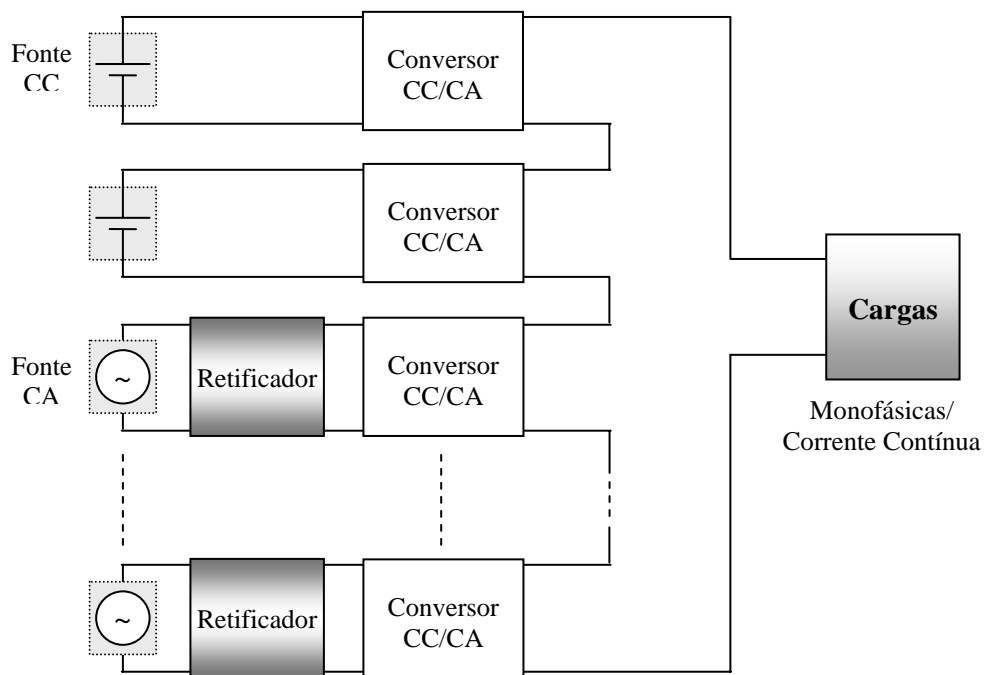 Fonte
CC
Conversor
CC/CA
Conversor
CC/CA
Fonte
CA
~
Retificador
Conversor
CC/CA
Cargas
Monofásicas/
Corrente Contínua
~
Retificador
Conversor
CC/CA